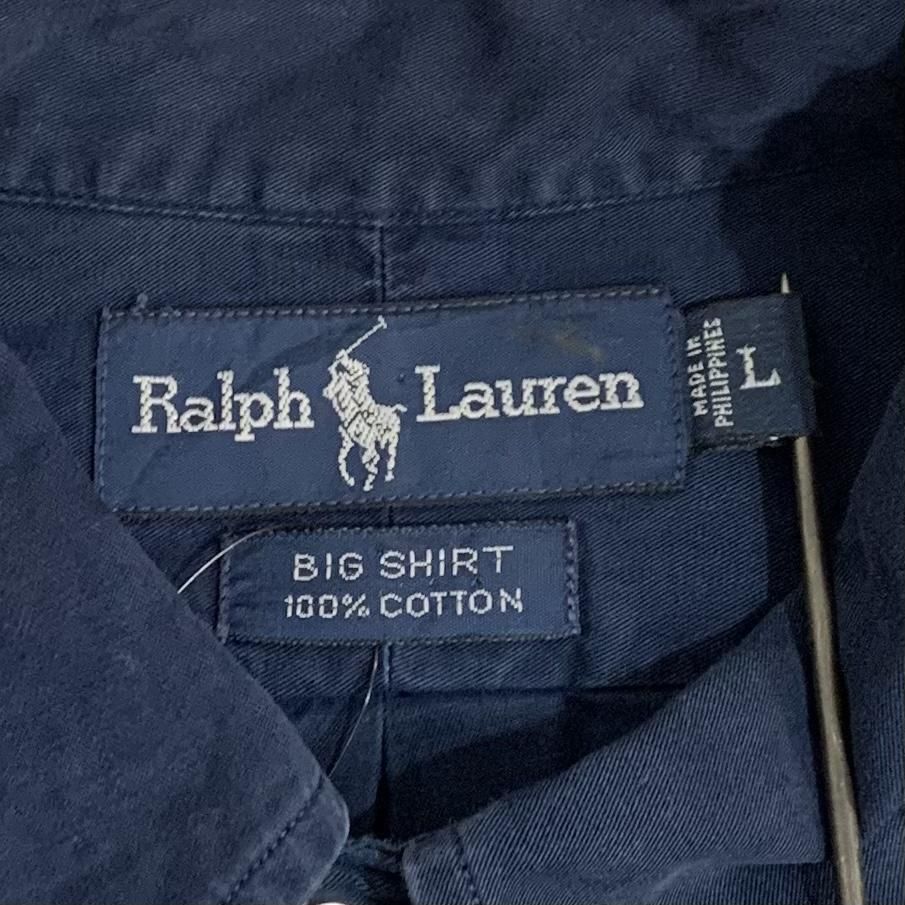 Ralph Lauren
MADE IN
PHILIPPINES
L
BIG SHIRT
100% COTTON